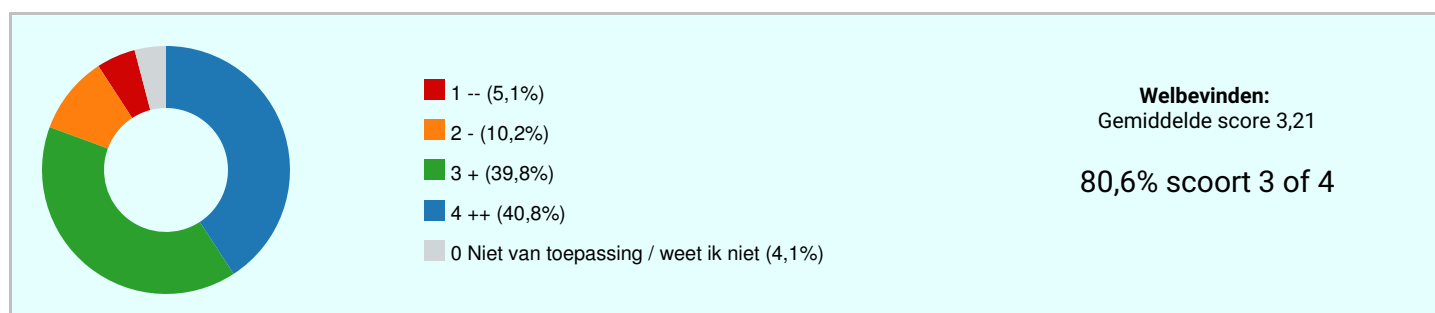 1 -- (5,1%)
2 - (10,2%)
3 + (39,8%)
4 ++ (40,8%)
0 Niet van toepassing / weet ik niet (4,1%)
Welbevinden:
Gemiddelde score 3,21
80,6% scoort 3 of 4